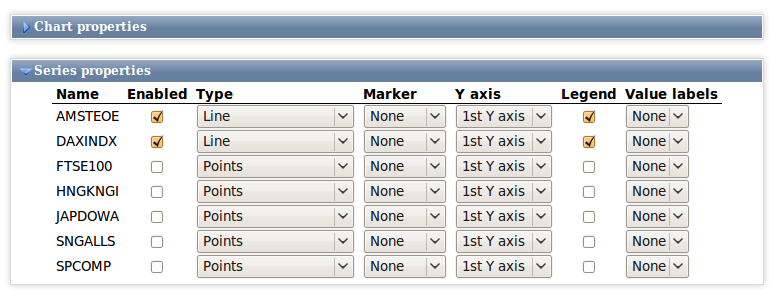 Chart properties
Series properties
Name Enabled Type Marker Y axis Legend Value labels
AMSTEOE Line None 1st Y axis None
DAXINDX Line None 1st Y axis None
FTSE100 Points None 1st Y axis None
HNGKNGI Points None 1st Y axis None
JAPDOWA Points None 1st Y axis None
SNGALLS Points None 1st Y axis None
SPCOMP Points None 1st Y axis None